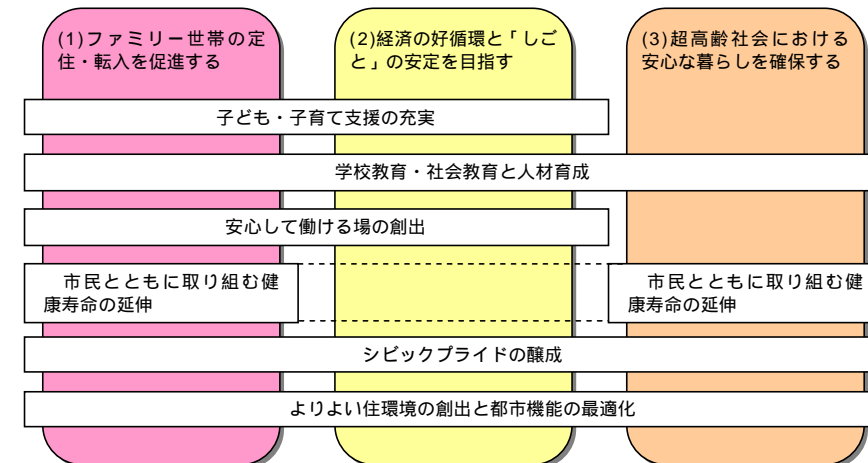 (1)ファミリー世帯の定
住・転入を促進する
(2)経済の好循環と「しご
と」の安定を目指す
(3)超高齢社会における
安心な暮らしを確保する
子ども・子育て支援の充実
学校教育・社会教育と人材育成
安心して働ける場の創出
市民とともに取り組む健
康寿命の延伸
市民とともに取り組む健
康寿命の延伸
シビックプライドの醸成
よりよい住環境の創出と都市機能の最適化